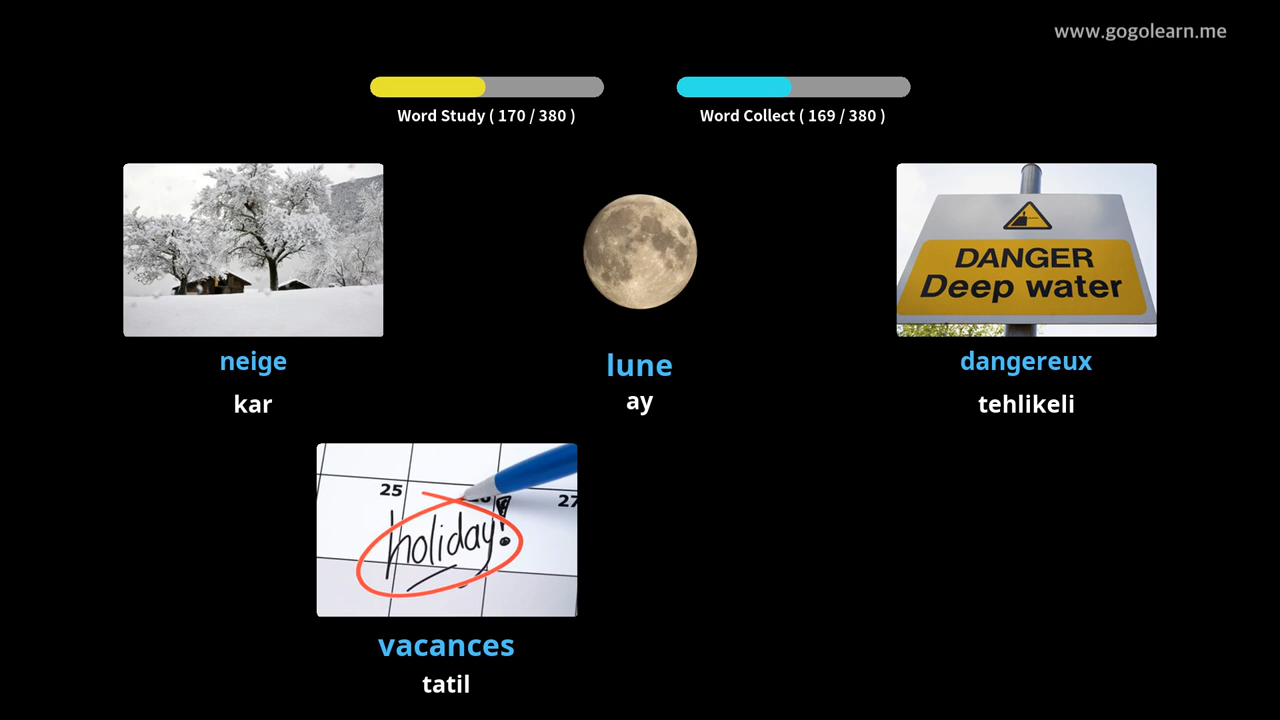 www.gogolearn.me
Word Study ( 170 / 380 )
Word Collect ( 169 / 380 )
DANGER
Deep water
neige
lune
dangereux
kar
ay
tehlikeli
25
27
holiday!
vacances
tatil